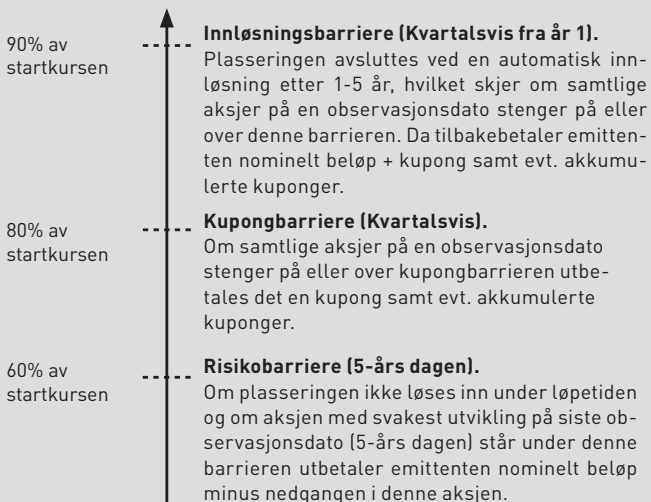 90% av
startkursen
Innløsningsbarriere (Kvartalsvis fra år 1).
Plasseringen avsluttes ved en automatisk inn-
løsning etter 1-5 år, hvilket skjer om samtlige
aksjer på en observasjonsdato stenger på eller
over denne barrieren. Da tilbakebetaler emitten-
ten nominelt beløp + kupong samt evt. akkumu-
lerte kuponger.
80% av
startkursen
Kupongbarriere (Kvartalsvis).
Om samtlige aksjer på en observasjonsdato
stenger på eller over kupongbarrieren utbe-
tales det en kupong samt evt. akkumulerte
kuponger.
60% av
startkursen
Risikobarriere (5-års dagen).
Om plasseringen ikke løses inn under løpetiden
og om aksjen med svakest utvikling på siste ob-
servasjonsdato (5-års dagen) står under denne
barrieren utbetaler emittenten nominelt beløp
minus nedgangen i denne aksjen.